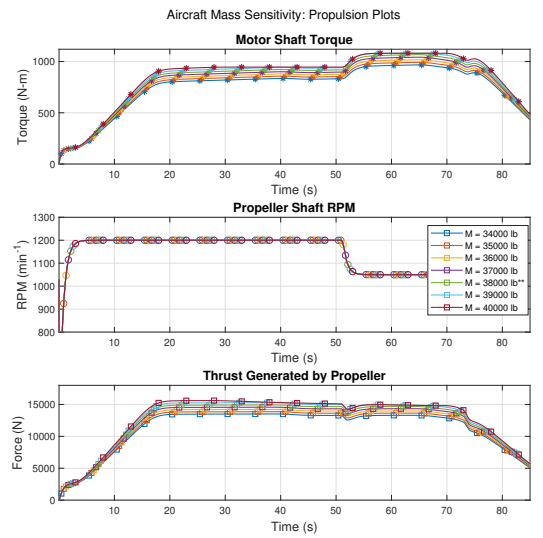 Aircraft Mass Sensitivity: Propulsion Plots
Motor Shaft Torque
Torque (N-m)
1000
500
0
10 20 30 40 50 60 70 80
Time (s)
Propeller Shaft RPM
RPM (min-1)
1300
1200
1100
1000
900
800
M = 34000 lb
M = 35000 lb
M = 36000 lb
M = 37000 lb
M = 38000 lb**
M = 39000 lb
M = 40000 lb
10 20 30 40 50 60 70 80
Time (s)
Thrust Generated by Propeller
Force (N)
15000
10000
5000
0
10 20 30 40 50 60 70 80
Time (s)